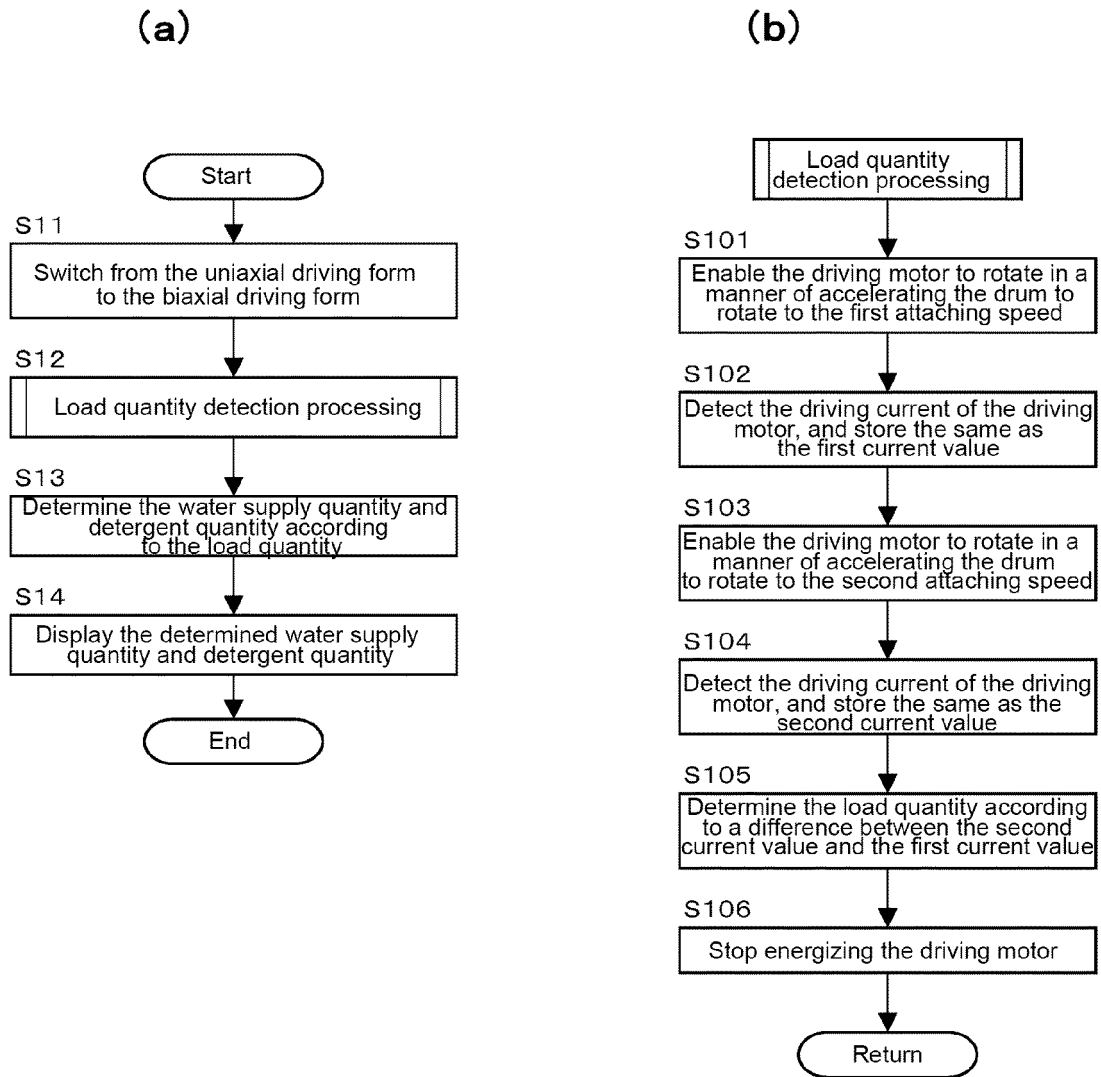 (a)
Start
S11
Switch from the uniaxial driving form
to the biaxial driving form
S12
Load quantity detection processing
S13
Determine the water supply quantity and
detergent quantity according
to the load quantity
S14
Display the determined water supply
quantity and detergent quantity
End
(b)
Load quantity
detection processing
S101
Enable the driving motor to rotate in a
manner of accelerating the drum to
rotate to the first attaching speed
S102
Detect the driving current of the driving
motor, and store the same as
the first current value
S103
Enable the driving motor to rotate in a
manner of accelerating the drum
to rotate to the second attaching speed
S104
Detect the driving current of the driving
motor, and store the same as the
second current value
S105
Determine the load quantity according
to a difference between the second
current value and the first current value
S106
Stop energizing the driving motor
Return